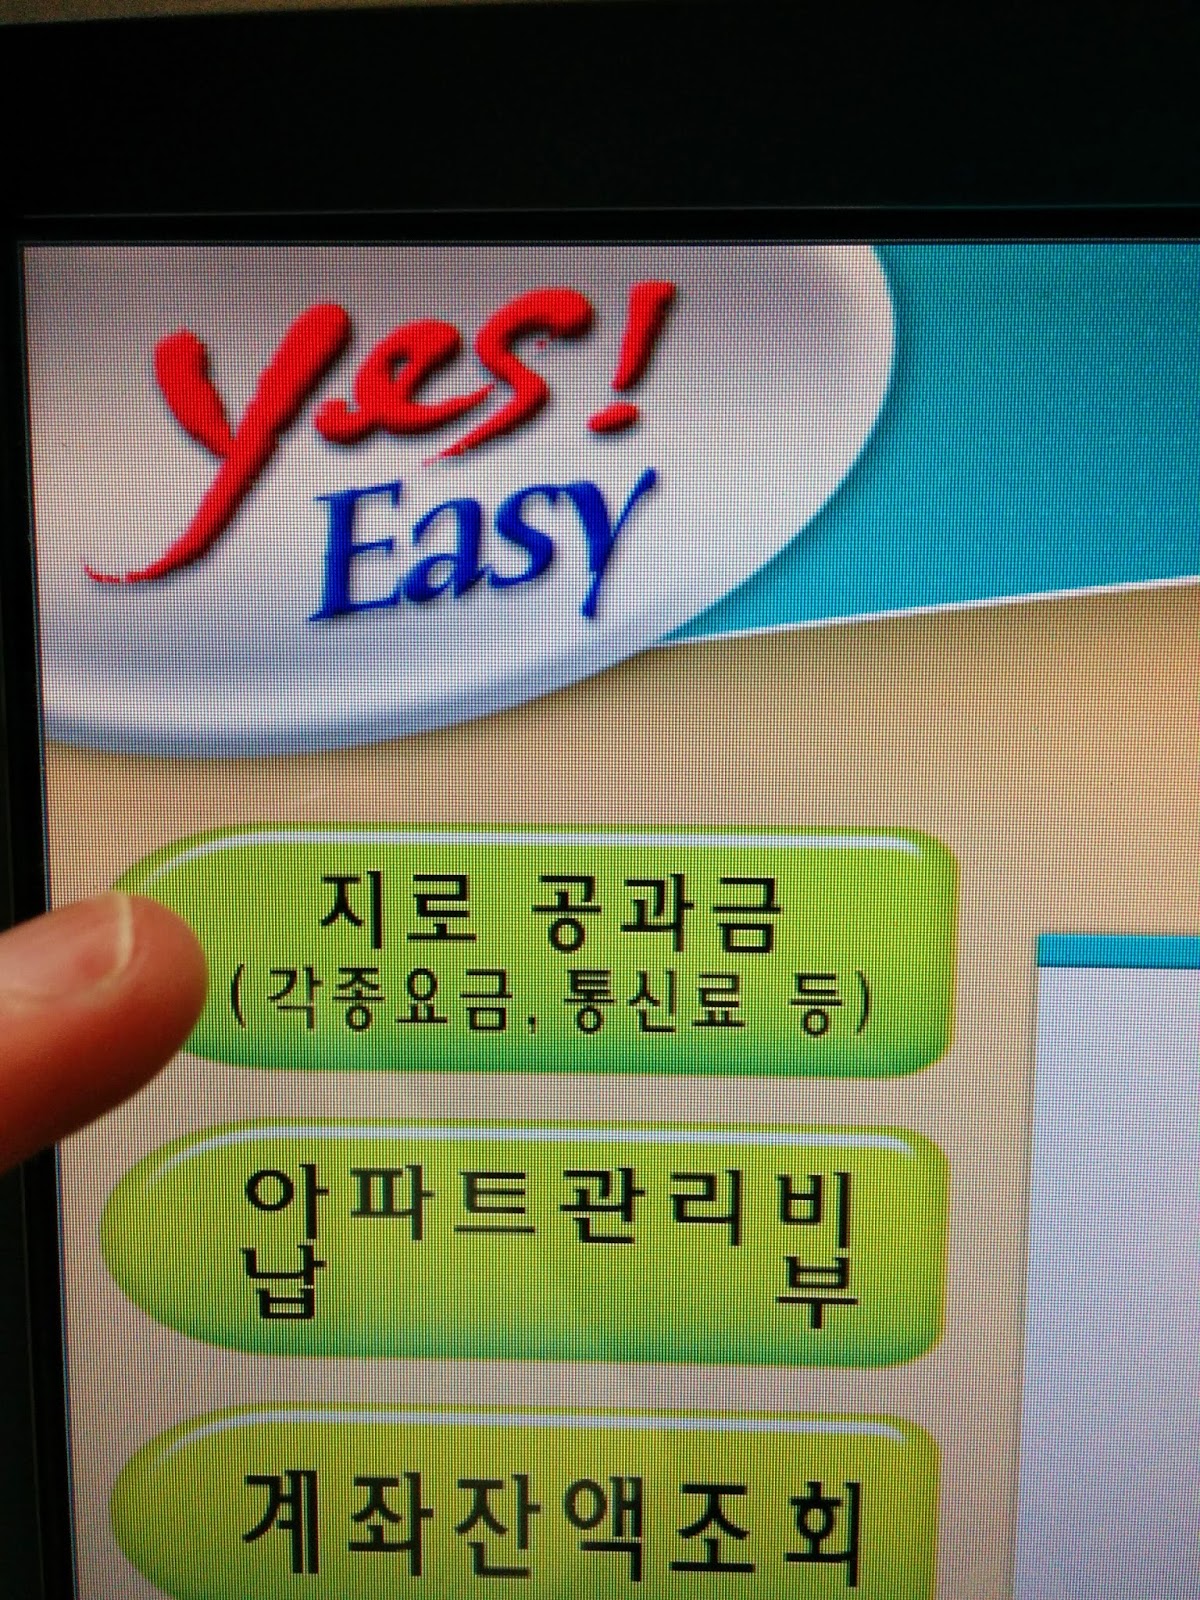 Yes!
Easy
지로 공과금
(각종요금, 통신료 등)
아파트관리비
납 부
계좌잔액조회